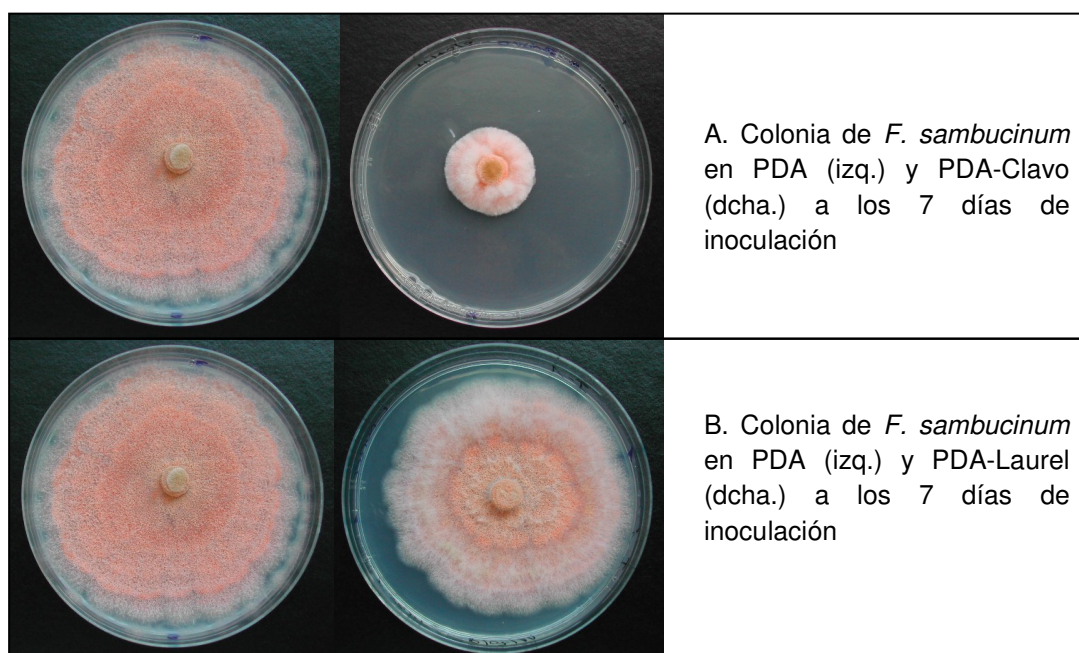 A. Colonia de F. sambucinum
en PDA (izq.) y PDA-Clavo
(dcha.) a los 7 días de
inoculación
B. Colonia de F. sambucinum
en PDA (izq.) y PDA-Laurel
(dcha.) a los 7 días de
inoculación